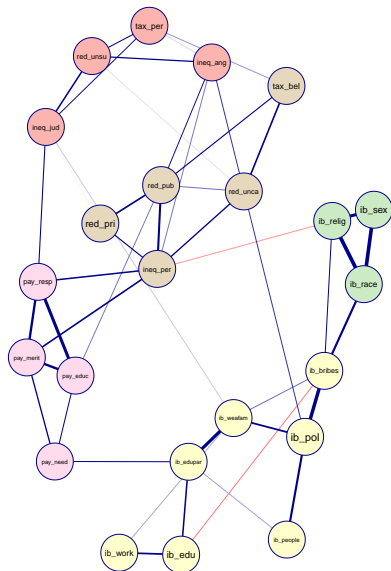 tax_per
red_unsu
ineq_ang
tax_bel
ineq_jud
red_pub
red_unca
ib_sex
ib_relig
red_pri
ineq_per
pay_resp
ib_race
pay_merit
pay_educ
ib_bribes
ib_weafam
ib_pol
pay_need
ib_edupar
ib_people
ib_work
ib_edu